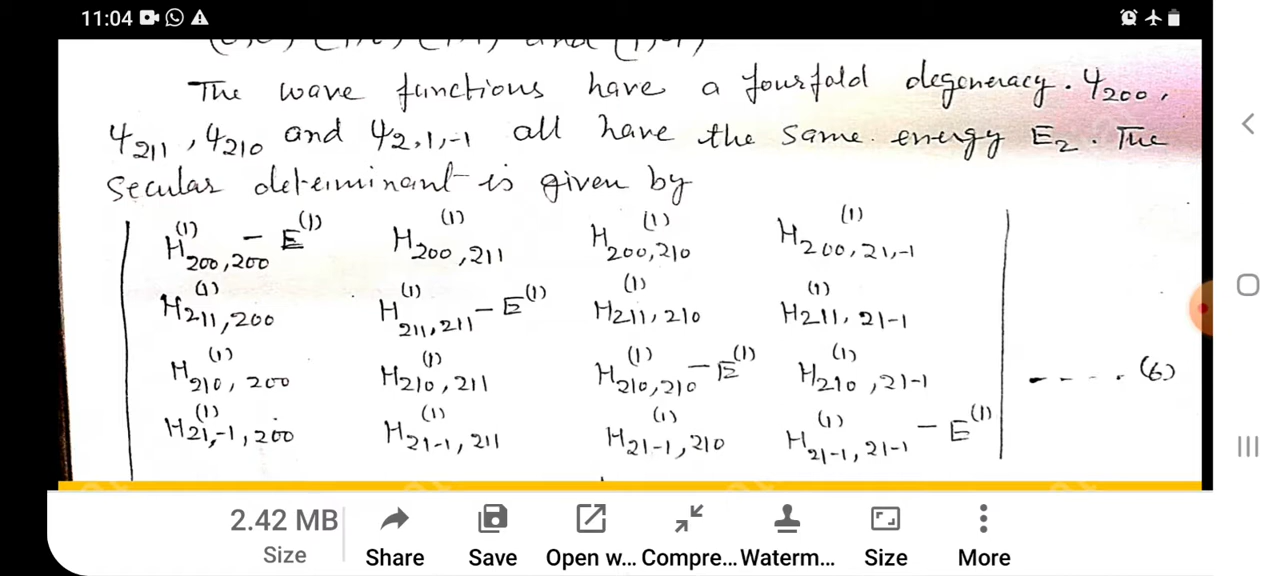 11:04
The wave functions have a fourfold degeneracy. Ψ200,
Ψ211, Ψ210 and Ψ2,1,-1 all have the same energy E2. The
Secular determinant is given by
H(1)200,200 - E(1) H(1)200,211 H(1)200,210 H(1)200,21,-1
H(1)211,200 H(1)211,211 - E(1) H(1)211,210 H(1)211,21-1
H(1)210,200 H(1)210,211 H(1)210,210 - E(1) H(1)210,21-1 ---- (6)
H(1)21,-1,200 H(1)21-1,211 H(1)21-1,210 H(1)21-1,21-1 - E(1)
2.42 MB
Size Share Save Open w... Compre... Waterm... Size More